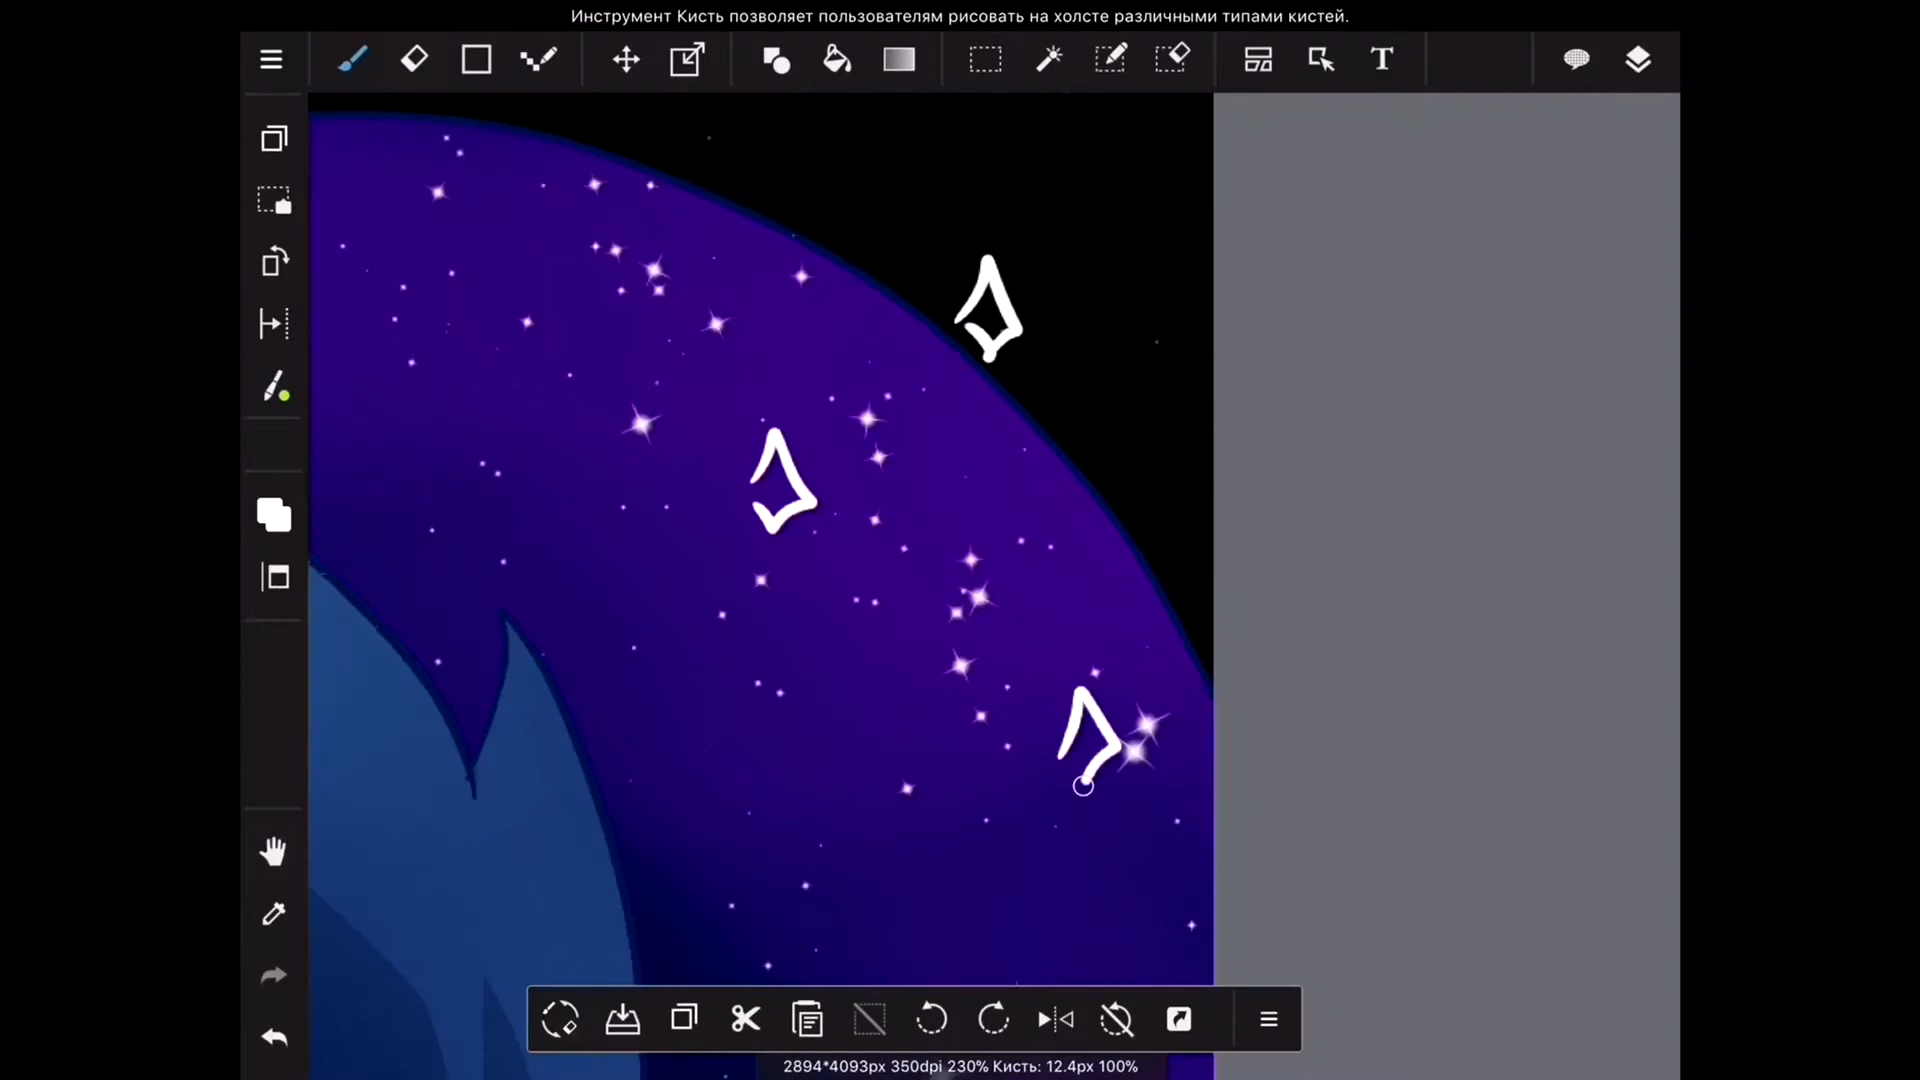 Инструмент Кисть позволяет пользователям рисовать на холсте различными типами кистей.
T
2894*4093px 350dpi 230% Кисть: 12.4px 100%